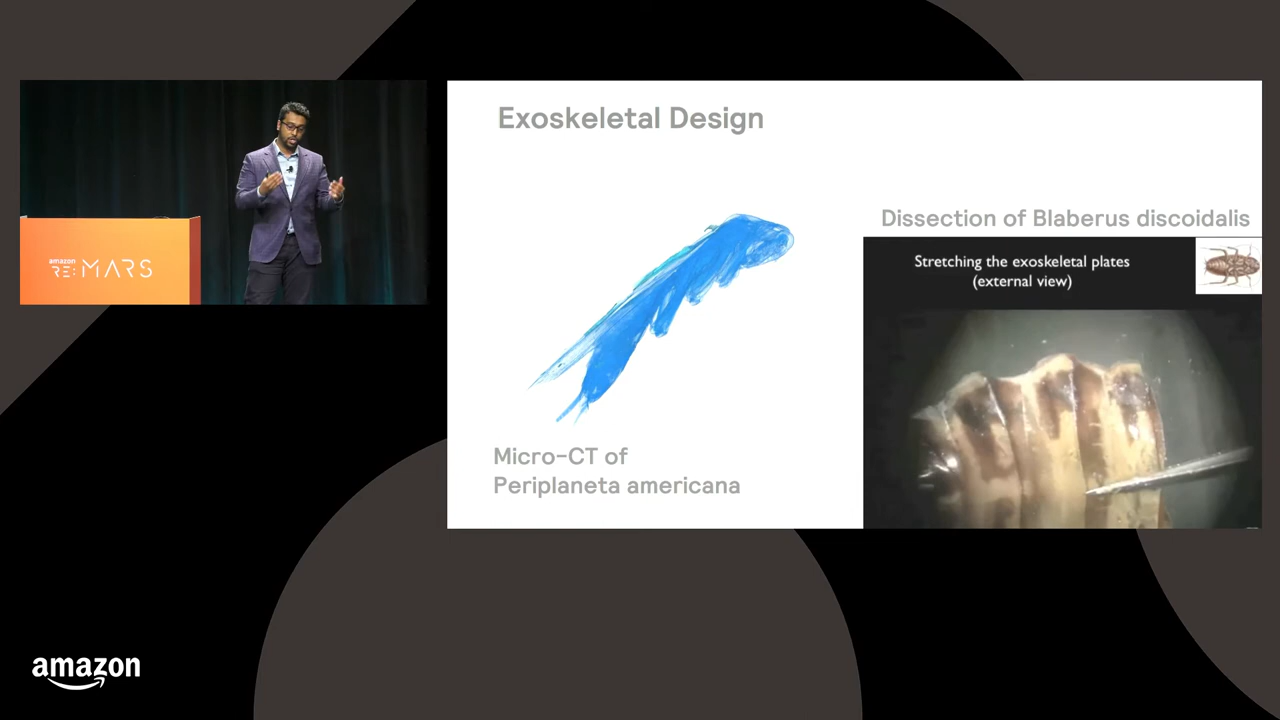 amazon
RE:MARS
Exoskeletal Design
Dissection of Blaberus discoidalis
Stretching the exoskeletal plates
(external view)
Micro-CT of
Periplaneta americana
amazon